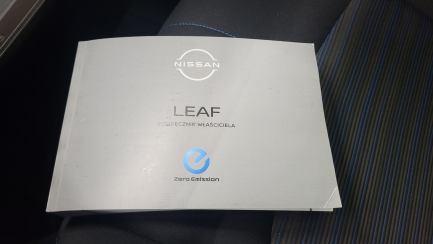 NISSAN
LEAF
PODRĘCZNIK WŁAŚCICIELA
Zero Emission